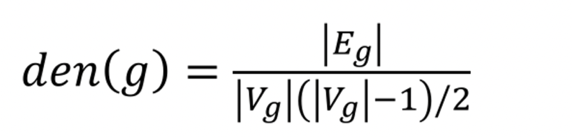 den(g) = |E_g| / |V_g|(|V_g|−1)/2